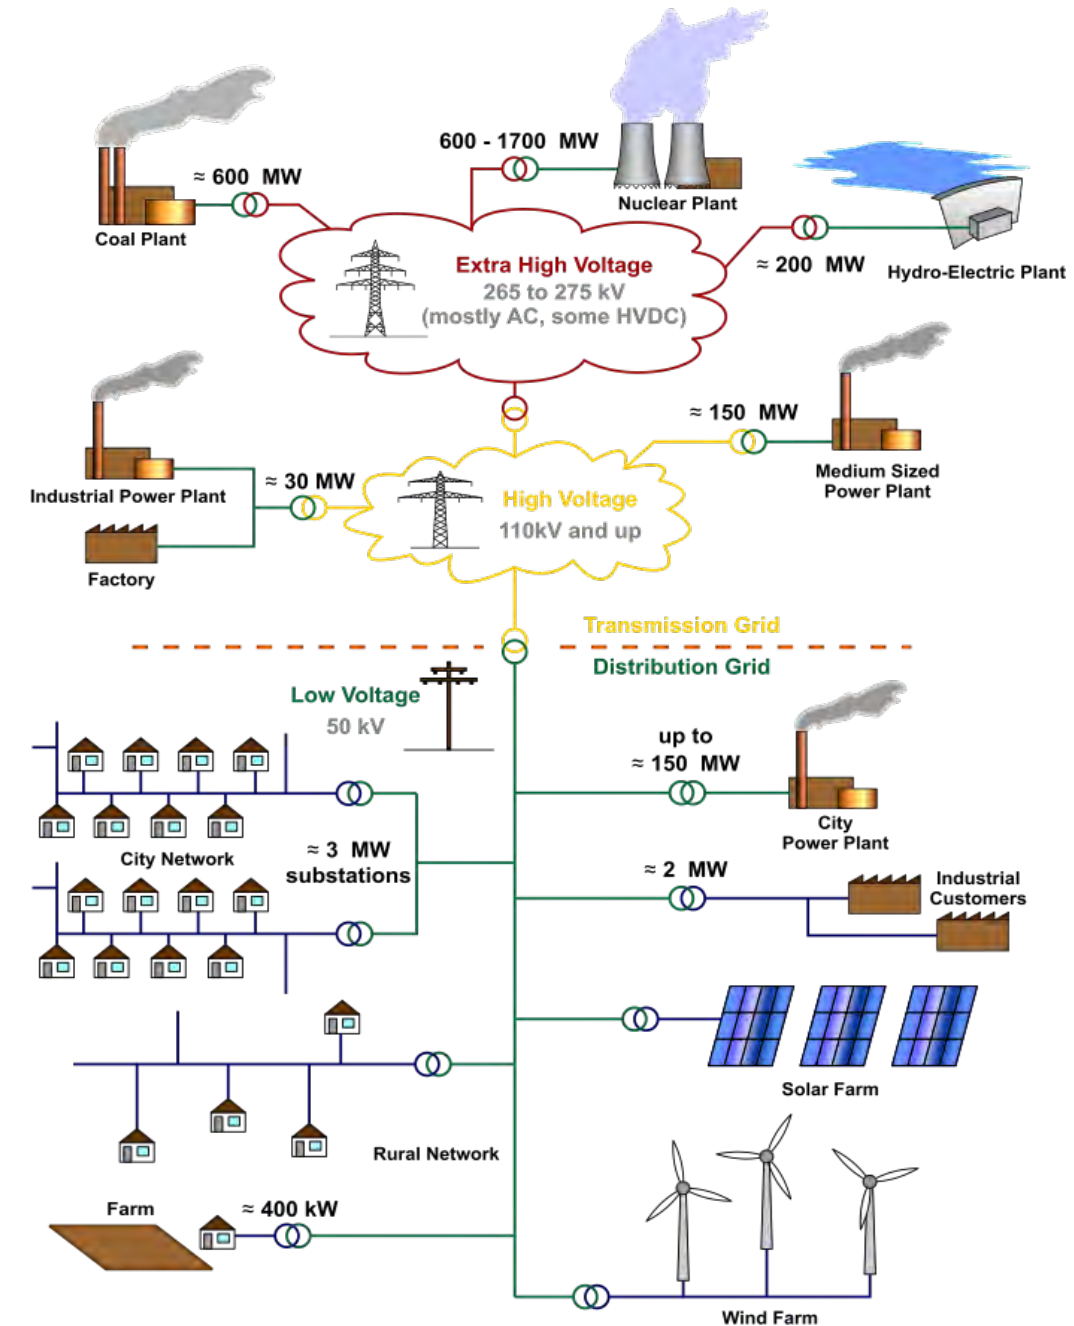 600 - 1700 MW
≈ 600 MW
Nuclear Plant
Coal Plant
Extra High Voltage
265 to 275 kV
(mostly AC, some HVDC)
≈ 200 MW
Hydro-Electric Plant
≈ 150 MW
Medium Sized
Power Plant
Industrial Power Plant
≈ 30 MW
High Voltage
110kV and up
Factory
Transmission Grid
Distribution Grid
Low Voltage
50 kV
up to
≈ 150 MW
City
Power Plant
City Network
≈ 3 MW
substations
≈ 2 MW
Industrial
Customers
Solar Farm
Rural Network
Farm
≈ 400 kW
Wind Farm